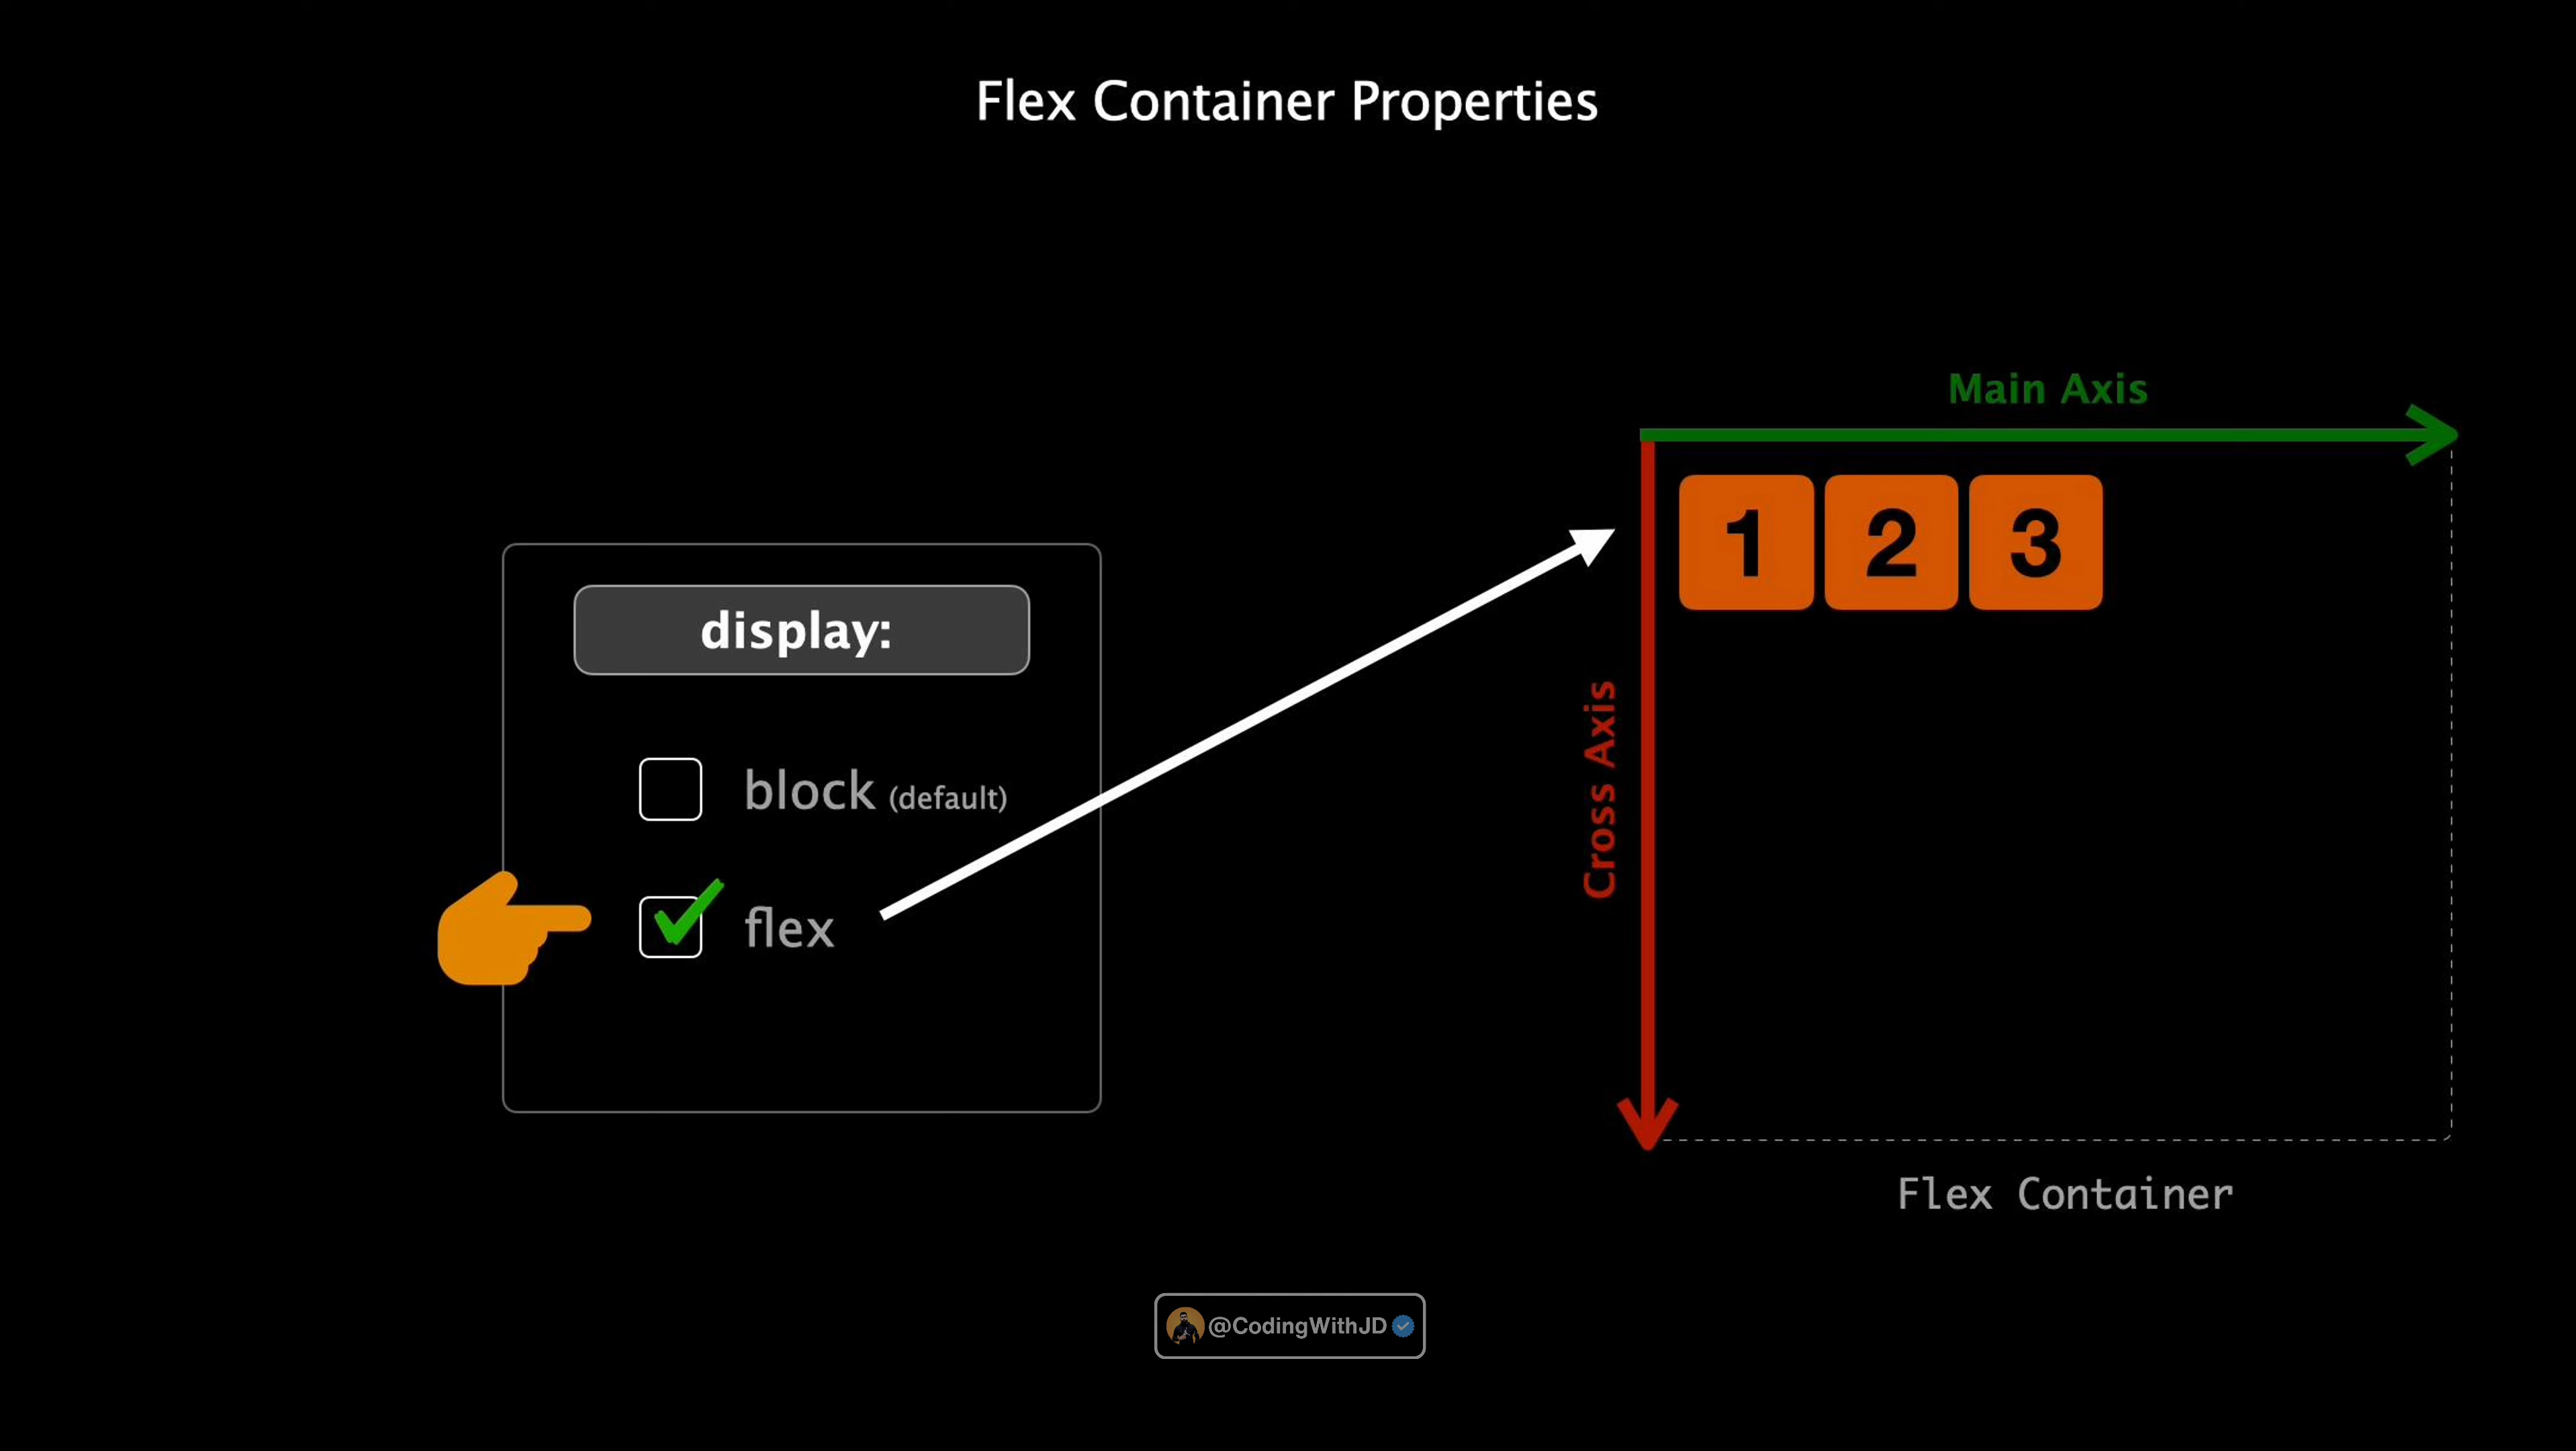 Flex Container Properties
display:
block (default)
flex
Main Axis
Cross Axis
1 2 3
Flex Container
@CodingWithJD